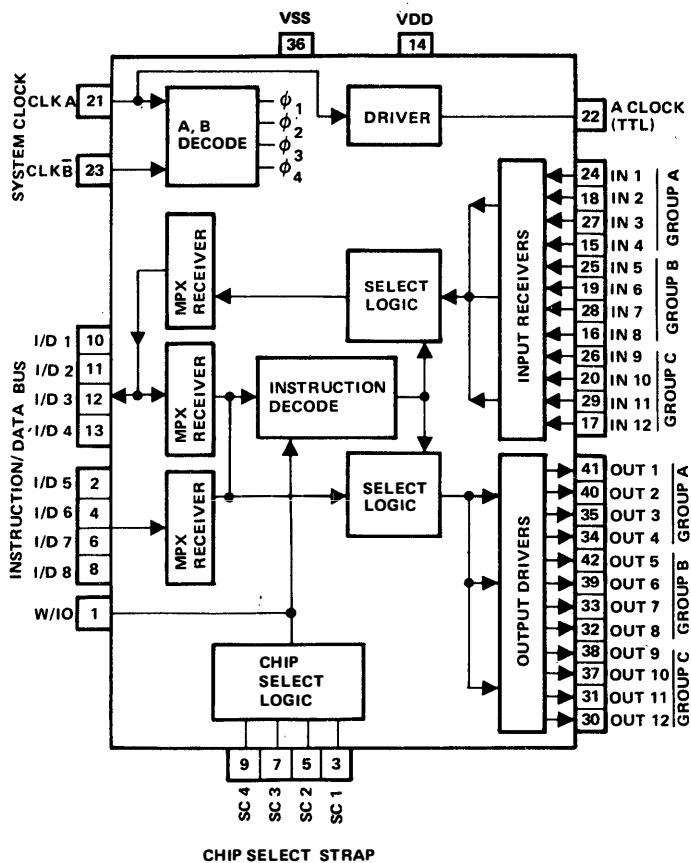 VSS
36
VDD
14
SYSTEM CLOCK
CLKA
21
CLKB̅
23
A, B
DECODE
ϕ1
ϕ2
ϕ3
ϕ4
DRIVER
22
A CLOCK
(TTL)
MPX
RECEIVER
SELECT
LOGIC
INPUT RECEIVERS
24 IN 1
18 IN 2
27 IN 3
15 IN 4
GROUP A
25 IN 5
19 IN 6
28 IN 7
16 IN 8
GROUP B
26 IN 9
20 IN 10
29 IN 11
17 IN 12
GROUP C
INSTRUCTION/DATA BUS
I/D 1 10
I/D 2 11
I/D 3 12
I/D 4 13
I/D 5 2
I/D 6 4
I/D 7 6
I/D 8 8
W/IO 1
MPX
RECEIVER
INSTRUCTION
DECODE
MPX
RECEIVER
SELECT
LOGIC
OUTPUT DRIVERS
41 OUT 1
40 OUT 2
35 OUT 3
34 OUT 4
GROUP A
42 OUT 5
39 OUT 6
33 OUT 7
32 OUT 8
GROUP B
38 OUT 9
37 OUT 10
31 OUT 11
30 OUT 12
GROUP C
CHIP
SELECT
LOGIC
9 7 5 3
SC 4 SC 3 SC 2 SC 1
CHIP SELECT STRAP